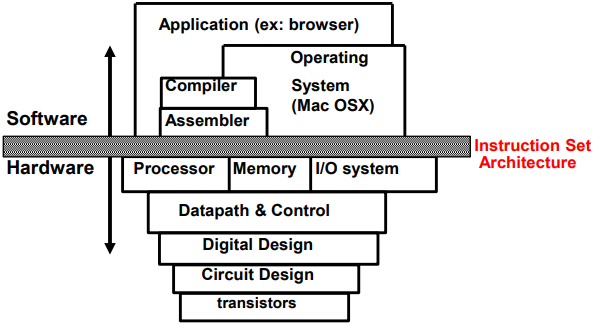 Application (ex: browser)
Operating
Compiler
System
(Mac OSX)
Software
Assembler
Instruction Set
Architecture
Hardware
Processor
Memory
I/O system
Datapath & Control
Digital Design
Circuit Design
transistors